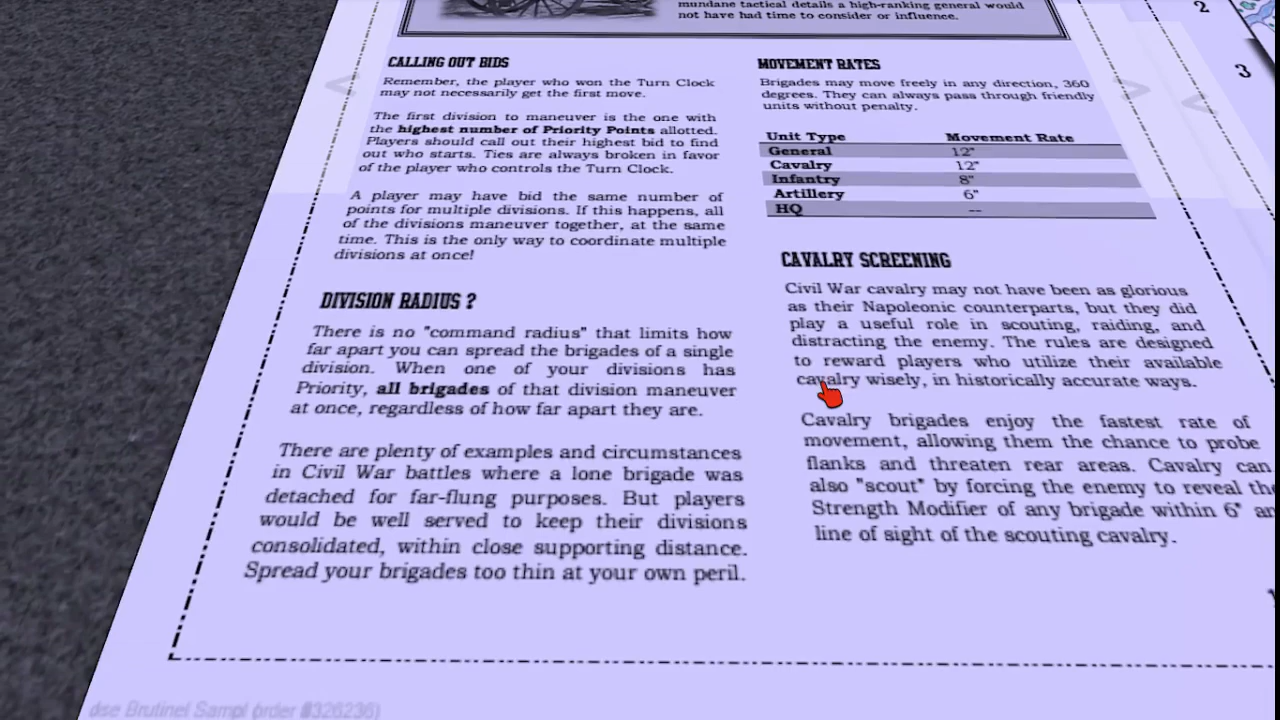 mundane tactical details a high-ranking general would
not have had time to consider or influence.
CALLING OUT BIDS
Remember, the player who won the Turn Clock
may not necessarily get the first move.
The first division to maneuver is the one with
the highest number of Priority Points allotted.
Players should call out their highest bid to find
out who starts. Ties are always broken in favor
of the player who controls the Turn Clock.
A player may have bid the same number of
points for multiple divisions. If this happens, all
of the divisions maneuver together, at the same
time. This is the only way to coordinate multiple
divisions at once!
DIVISION RADIUS ?
There is no "command radius" that limits how
far apart you can spread the brigades of a single
division. When one of your divisions has
Priority, all brigades of that division maneuver
at once, regardless of how far apart they are.
There are plenty of examples and circumstances
in Civil War battles where a lone brigade was
detached for far-flung purposes. But players
would be well served to keep their divisions
consolidated, within close supporting distance.
Spread your brigades too thin at your own peril.
MOVEMENT RATES
Brigades may move freely in any direction, 360
degrees. They can always pass through friendly
units without penalty.
Unit Type Movement Rate
General 12"
Cavalry 12"
Infantry 8"
Artillery 6"
HQ --
CAVALRY SCREENING
Civil War cavalry may not have been as glorious
as their Napoleonic counterparts, but they did
play a useful role in scouting, raiding, and
distracting the enemy. The rules are designed
to reward players who utilize their available
cavalry wisely, in historically accurate ways.
Cavalry brigades enjoy the fastest rate of
movement, allowing them the chance to probe
flanks and threaten rear areas. Cavalry can
also "scout" by forcing the enemy to reveal the
Strength Modifier of any brigade within 6" an
line of sight of the scouting cavalry.
2
3
dse Brutinel Sampl (order #326236)